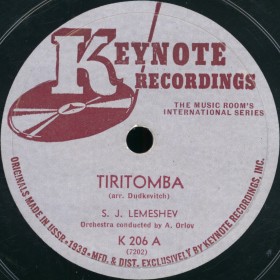 KEYNOTE
RECORDINGS
THE MUSIC ROOM'S
INTERNATIONAL SERIES
TIRITOMBA
(arr. Dudkevitch)
S. J. LEMESHEV
Orchestra conducted by A. Orlov
K 206 A
(7202)
ORIGINALS MADE IN USSR-1939-MFD. & DIST. EXCLUSIVELY BY KEYNOTE RECORDINGS, INC.